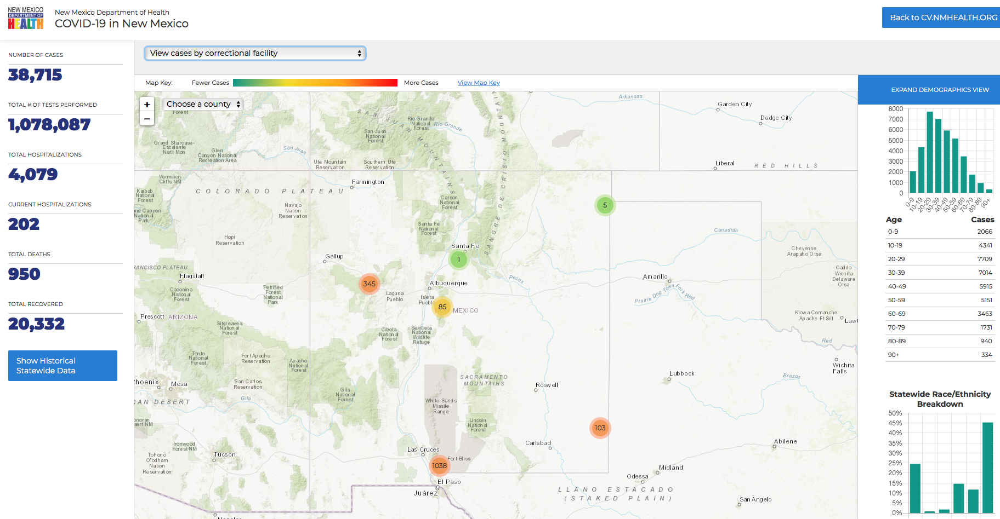 NEW MEXICO
DEPARTMENT OF
HEALTH
New Mexico Department of Health
COVID-19 in New Mexico
Back to CV.NMHEALTH.ORG
NUMBER OF CASES
38,715
TOTAL # OF TESTS PERFORMED
1,078,087
TOTAL HOSPITALIZATIONS
4,079
CURRENT HOSPITALIZATIONS
202
TOTAL DEATHS
950
TOTAL RECOVERED
20,332
Show Historical
Statewide Data
View cases by correctional facility
Map Key:
Fewer Cases
More Cases
View Map Key
+
−
Choose a county
Forest
Grand Staircase-
Escalante
Nat'l Mon
Glen
Canyon National
Recreation Area
San Juan
SAN JUAN MOUNTAINS
Rio Grande
National
Forest
Rio Grande
San Juan
National
Forest
SANGRE DE CRISTO MOUNTAINS
Arkansas
Garden City
Dodge City
Ute Mountain
Reservation
Southern Ute
Reservation
Liberal
RED HILLS
Vermilion
Cliffs NM
Farmington
COLORADO PLATEAU
Kaibab
National
Forest
nd Canyon
National
Park
Navajo
Nation
Reservation
Carson
National
Forest
5
Santa Fe
National
Forest
Hopi
Reservation
Canadian
Santa Fe
1
Gallup
Cheyenne
Arapaho Otsa
RANCISCO PLATEAU
Flagstaff
Caddo
Wichita
Delaware
Otsa
Pecos
Amarillo
345
Albuquerque
Coconino
National
Forest
Petrified
Forest
National
Park
Laguna
Pueblo
Isleta
Pueblo
Prairie Dog Town Fork Red
85
MEXICO
Kiowa Comanche
Apache Ft Sill
Lawt
Prescott
ARIZONA
Sitgreaves
National
Forest
Cibola
National
Forest
Sevilleta
National
Wildlife
Refuge
Red
Tonto
National
Forest
Fort Apache
Reservation
Apache
National
Forest
Wichita
Falls
Phoenix
Mesa
San Carlos
Reservation
SACRAMENTO
MOUNTAINS
Lubbock
Brazos
Roswell
Gila
Gila
National
Forest
RAN DESERT
White Sands
Missile
Range
onoran
sert NM
Lincoln
National
Forest
103
Ironwood
Forest NM
Carlsbad
Abilene
Tohono
O'odham
Nation
Reservation
Tucson
Las Cruces
Fort Bliss
1038
Midland
El Paso
Odessa
Juárez
LLANO ESTACADO
(STAKED PLAIN)
San Angelo
Nogales
EXPAND DEMOGRAPHICS VIEW
8000
7000
6000
5000
4000
3000
2000
1000
0
0-9
10-19
20-29
30-39
40-49
50-59
60-69
70-79
80-89
90+
Age Cases
0-9 2066
10-19 4341
20-29 7709
30-39 7014
40-49 5915
50-59 5151
60-69 3463
70-79 1731
80-89 940
90+ 334
Statewide Race/Ethnicity
Breakdown
50%
45%
40%
35%
30%
25%
20%
15%
10%
5%
0%